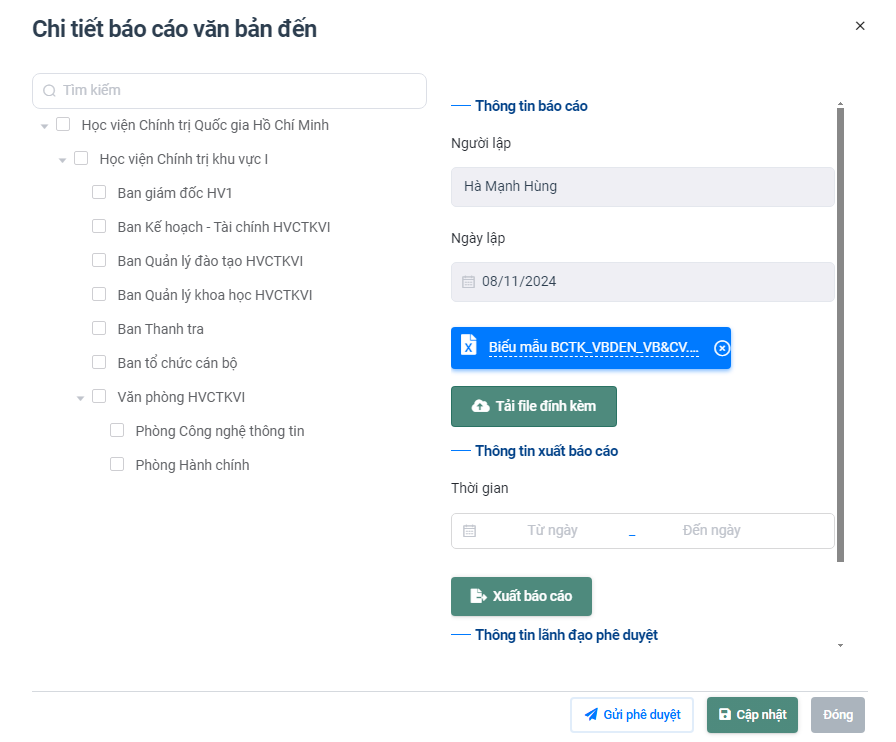 Chi tiết báo cáo văn bản đến
Tìm kiếm
Học viện Chính trị Quốc gia Hồ Chí Minh
Học viện Chính trị khu vực I
Ban giám đốc HV1
Ban Kế hoạch - Tài chính HVCTKVI
Ban Quản lý đào tạo HVCTKVI
Ban Quản lý khoa học HVCTKVI
Ban Thanh tra
Ban tổ chức cán bộ
Văn phòng HVCTKVI
Phòng Công nghệ thông tin
Phòng Hành chính
Thông tin báo cáo
Người lập
Hà Mạnh Hùng
Ngày lập
08/11/2024
Biểu mẫu BCTK_VBDEN_VB&CV....
Tải file đính kèm
Thông tin xuất báo cáo
Thời gian
Từ ngày _ Đến ngày
Xuất báo cáo
Thông tin lãnh đạo phê duyệt
Gửi phê duyệt
Cập nhật
Đóng